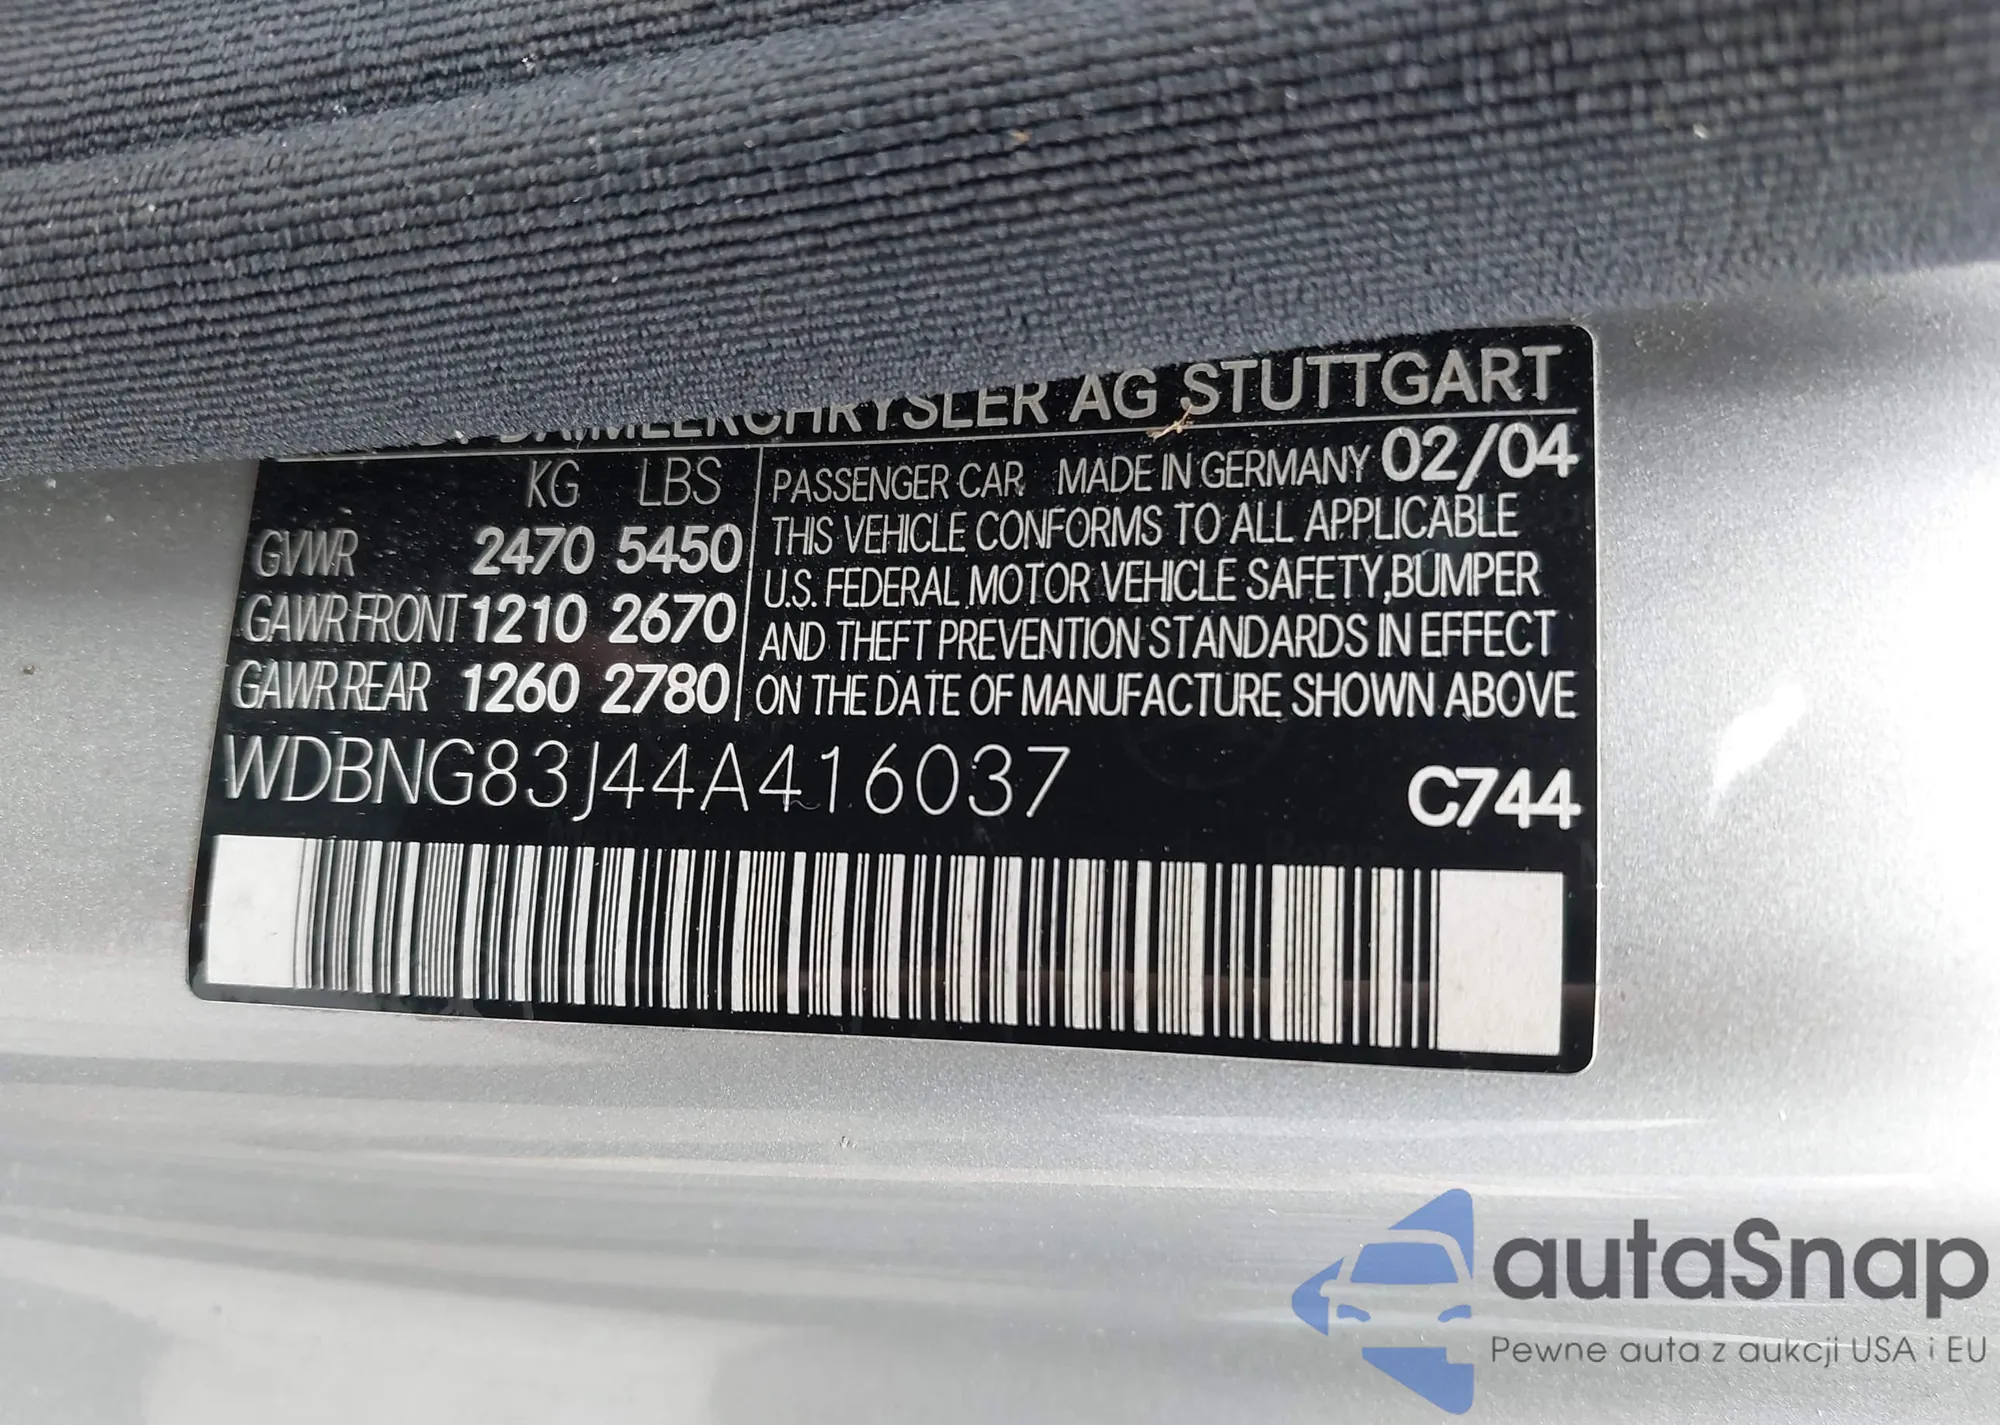 DAIMLERCHRYSLER AG STUTTGART
KG LBS
GVWR 2470 5450
GAWR FRONT 1210 2670
GAWR REAR 1260 2780
PASSENGER CAR MADE IN GERMANY 02/04
THIS VEHICLE CONFORMS TO ALL APPLICABLE
U.S. FEDERAL MOTOR VEHICLE SAFETY, BUMPER
AND THEFT PREVENTION STANDARDS IN EFFECT
ON THE DATE OF MANUFACTURE SHOWN ABOVE
WDBNG83J44A416037 C744
autaSnap
Pewne auta z aukcji USA i EU